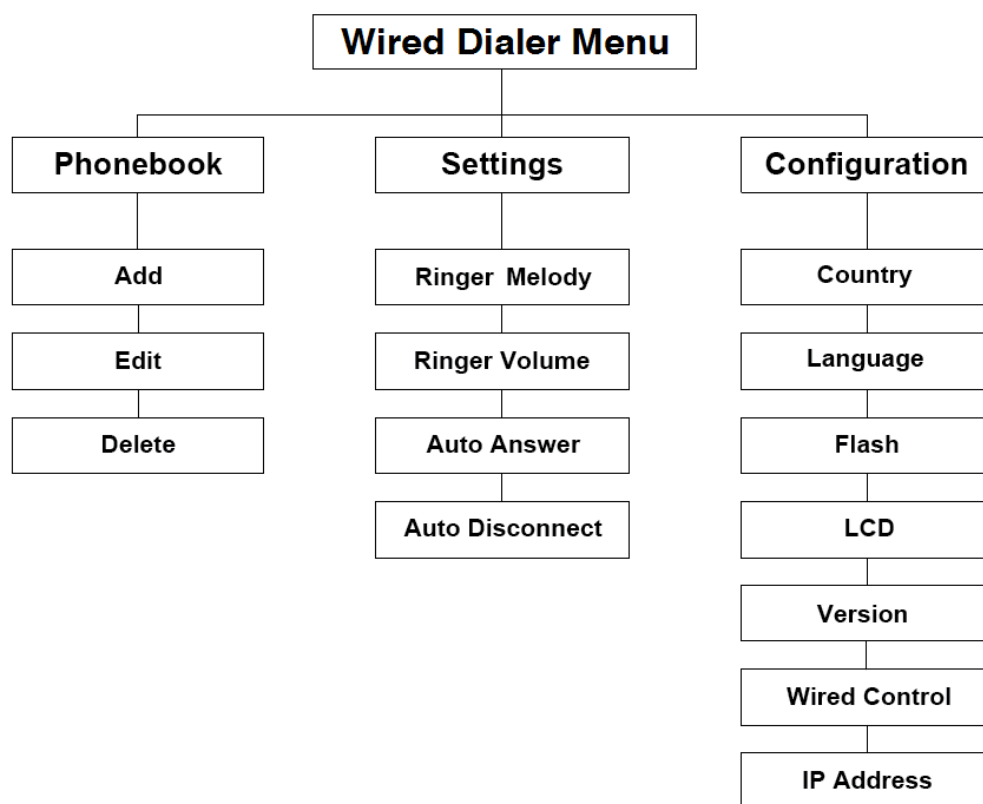 Wired Dialer Menu
Phonebook
Settings
Configuration
Add
Ringer Melody
Country
Edit
Ringer Volume
Language
Delete
Auto Answer
Flash
Auto Disconnect
LCD
Version
Wired Control
IP Address